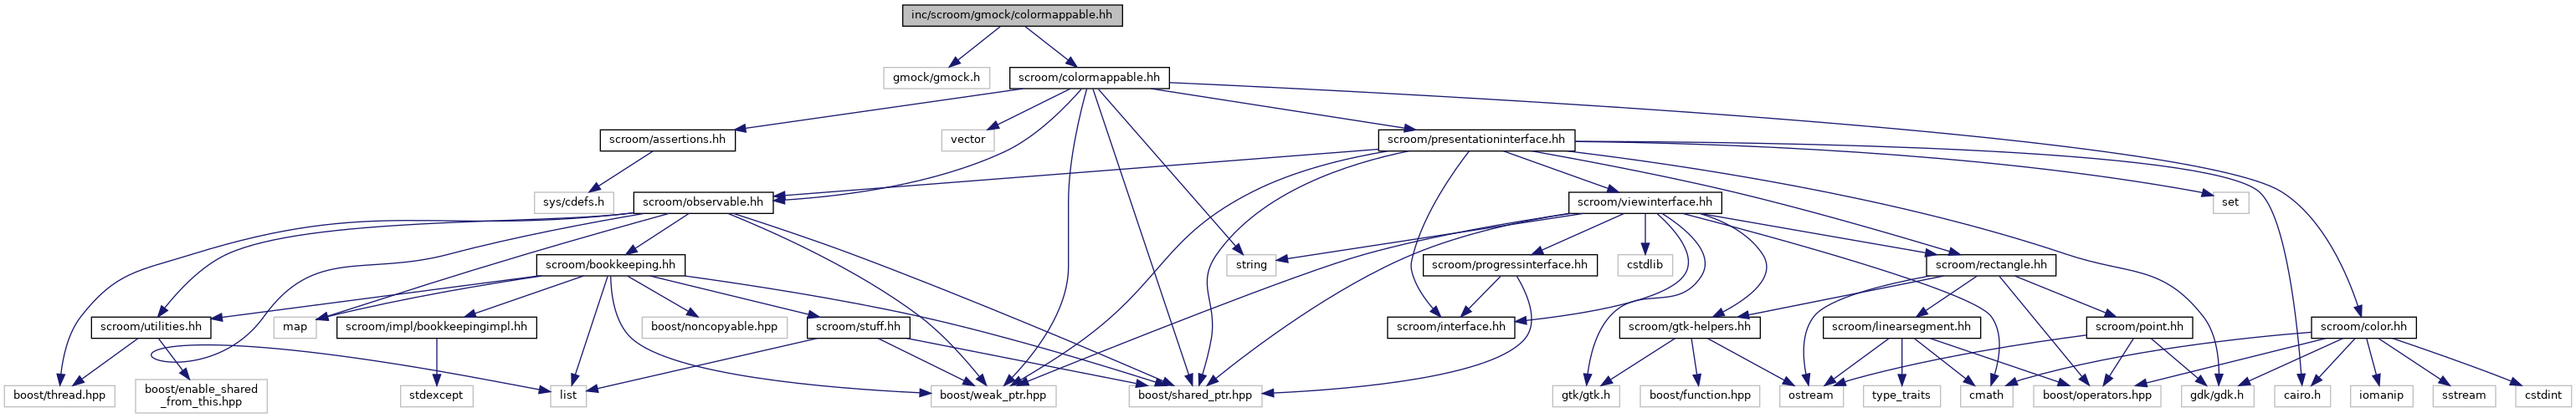 inc/scroom/gmock/colormappable.hh
gmock/gmock.h
scroom/colormappable.hh
scroom/assertions.hh
vector
scroom/presentationinterface.hh
sys/cdefs.h
scroom/observable.hh
scroom/viewinterface.hh
set
scroom/bookkeeping.hh
string
scroom/progressinterface.hh
cstdlib
scroom/rectangle.hh
scroom/utilities.hh
map
scroom/impl/bookkeepingimpl.hh
boost/noncopyable.hpp
scroom/stuff.hh
scroom/interface.hh
scroom/gtk-helpers.hh
scroom/linearsegment.hh
scroom/point.hh
scroom/color.hh
boost/thread.hpp
boost/enable_shared
_from_this.hpp
stdexcept
list
boost/weak_ptr.hpp
boost/shared_ptr.hpp
gtk/gtk.h
boost/function.hpp
ostream
type_traits
cmath
boost/operators.hpp
gdk/gdk.h
cairo.h
iomanip
sstream
cstdint